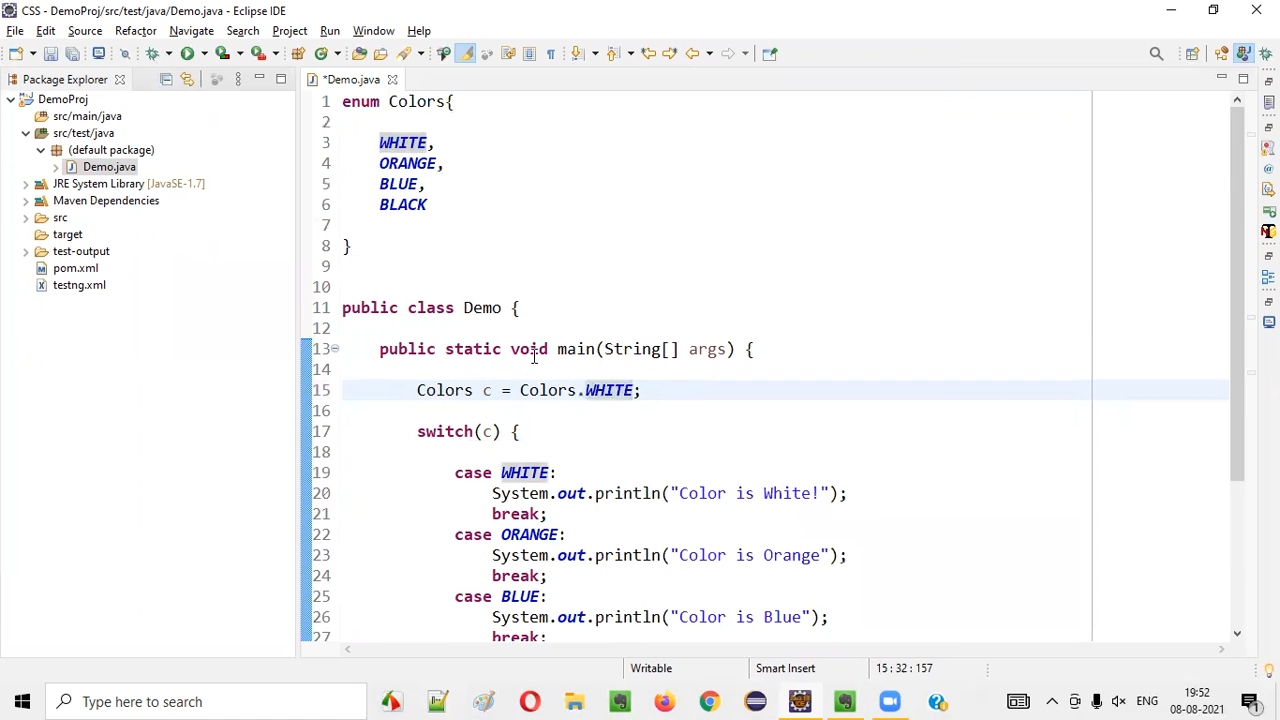 CSS - DemoProj/src/test/java/Demo.java - Eclipse IDE
File Edit Source Refactor Navigate Search Project Run Window Help
Package Explorer
*Demo.java
DemoProj
src/main/java
src/test/java
(default package)
Demo.java
JRE System Library [JavaSE-1.7]
Maven Dependencies
src
target
test-output
pom.xml
testng.xml
1 enum Colors{
2
3 WHITE,
4 ORANGE,
5 BLUE,
6 BLACK
7
8 }
9
10
11 public class Demo {
12
13 public static void main(String[] args) {
14
15 Colors c = Colors.WHITE;
16
17 switch(c) {
18
19 case WHITE:
20 System.out.println("Color is White!");
21 break;
22 case ORANGE:
23 System.out.println("Color is Orange");
24 break;
25 case BLUE:
26 System.out.println("Color is Blue");
27 break;
Writable Smart Insert 15 : 32 : 157
Type here to search
ENG
19:52
08-08-2021